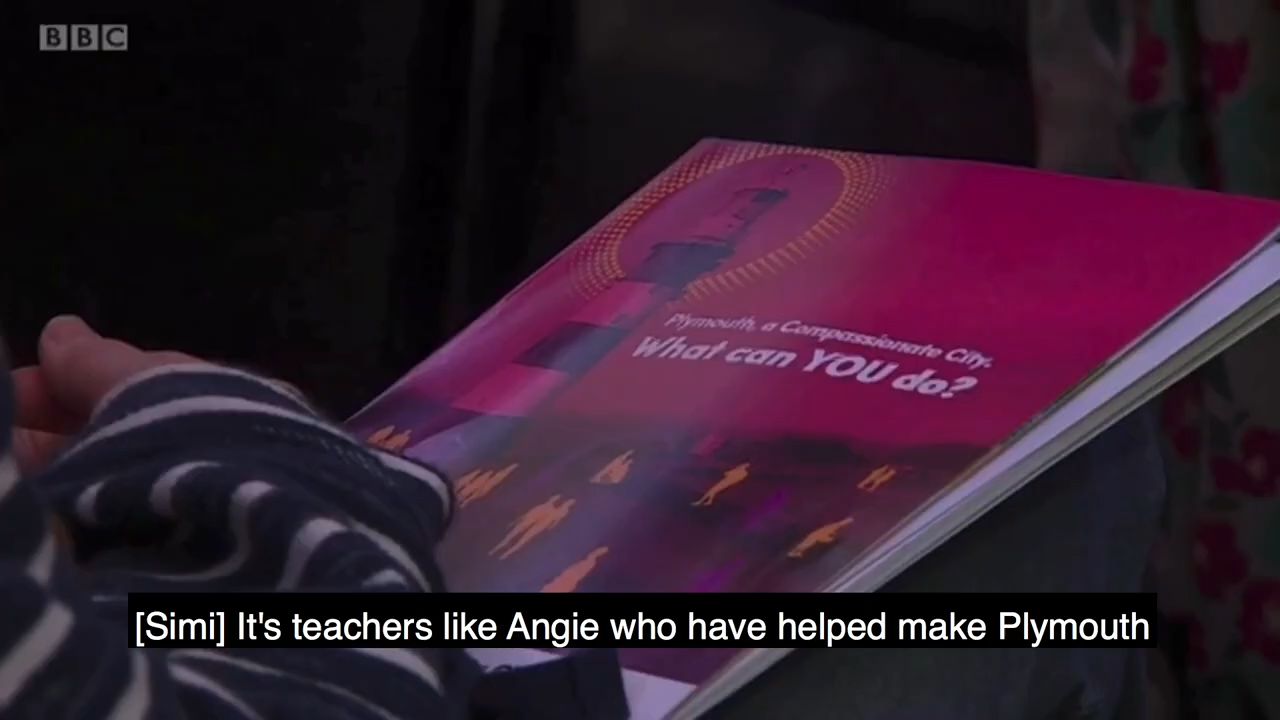 BBC
Plymouth, a Compassionate City.
What can YOU do?
[Simi] It's teachers like Angie who have helped make Plymouth